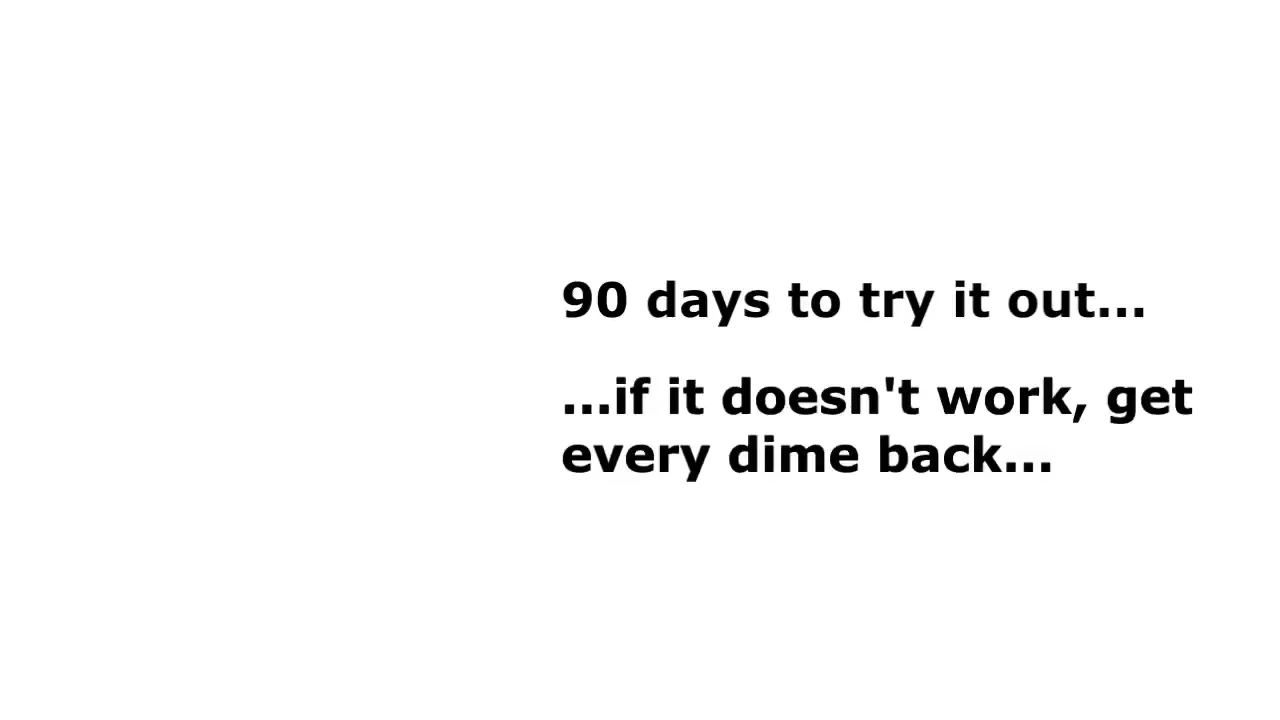 90 days to try it out...
...if it doesn't work, get
every dime back...